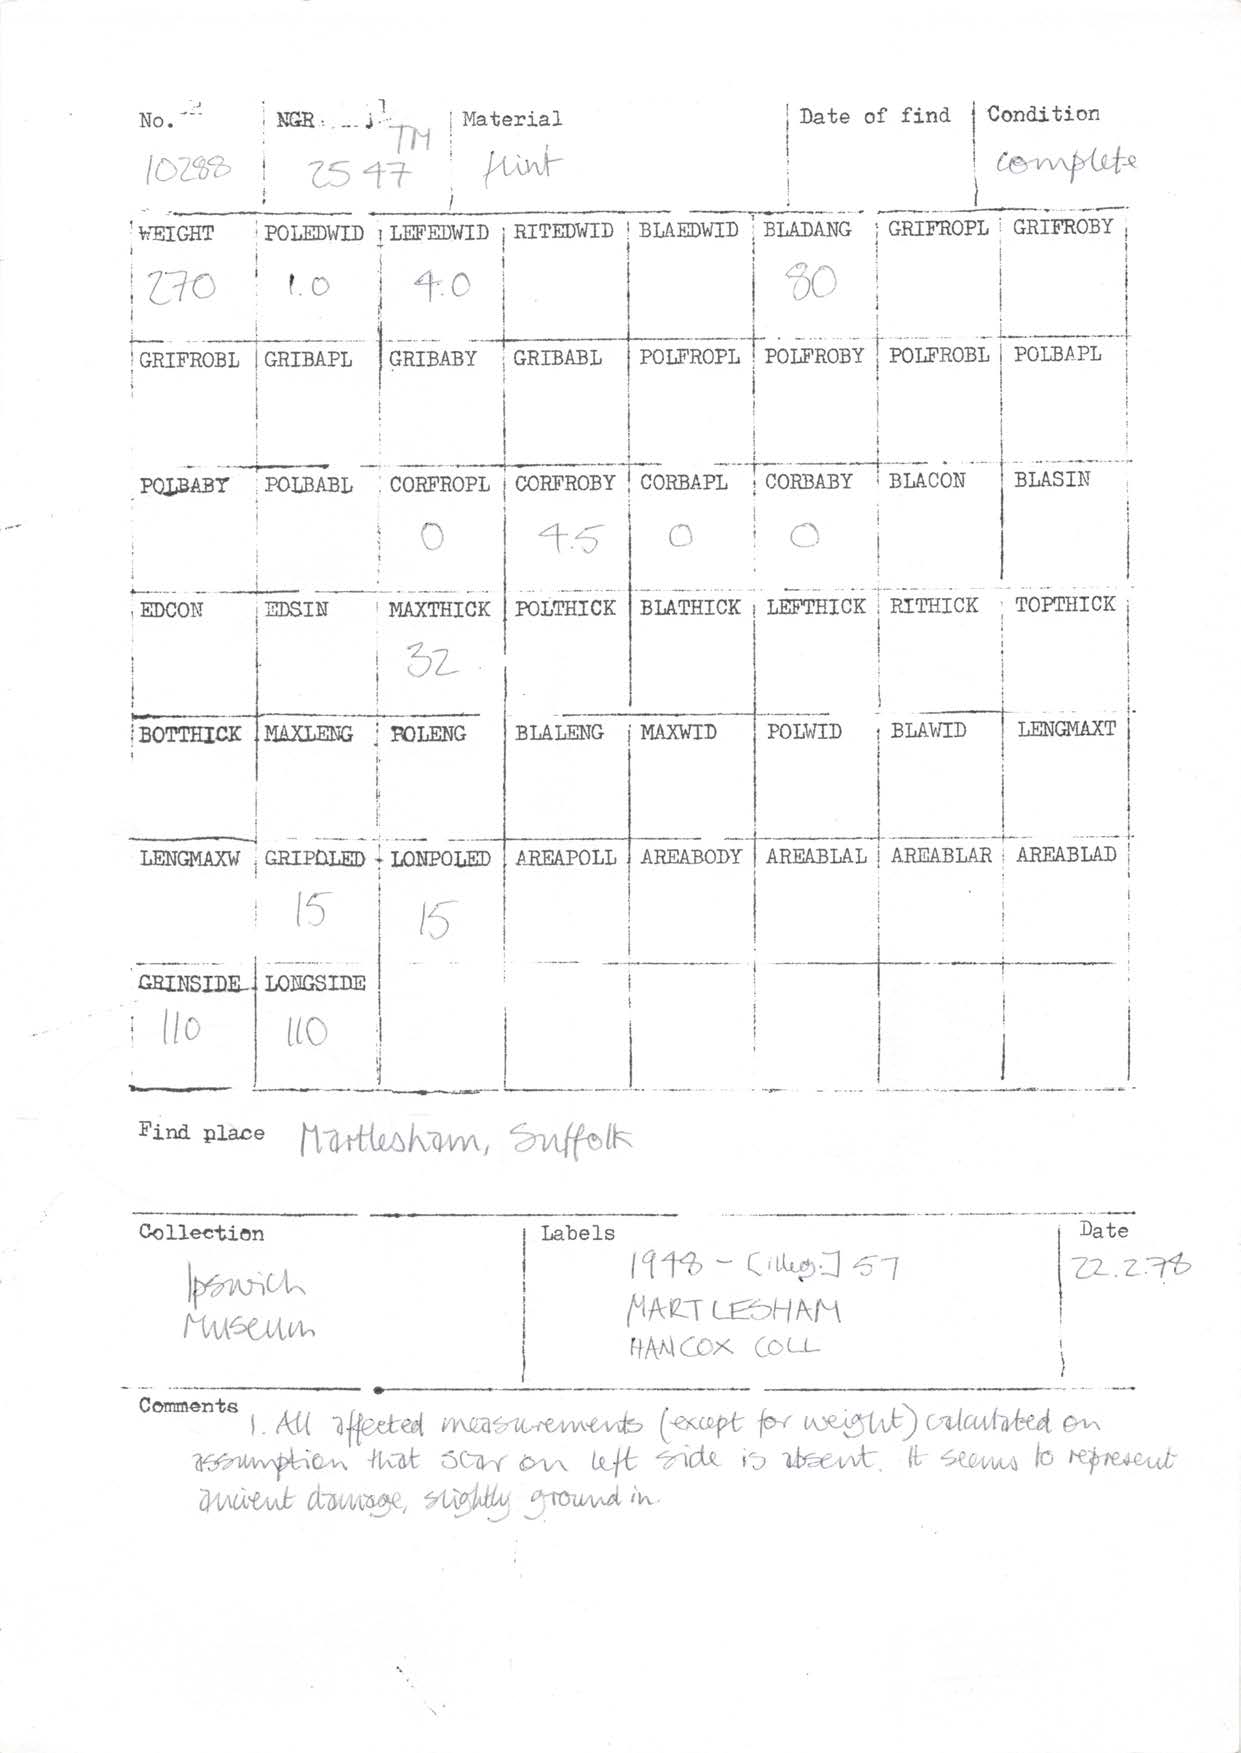 No. NGR Material Date of find Condition
TM
10288 2547 flint complete
WEIGHT POLEDWID LEFEDWID RITEDWID BLAEDWID BLADANG GRIFROPL GRIFROBY
270 1.0 4.0 80
GRIFROBL GRIBAPL GRIBABY GRIBABL POLFROPL POLFROBY POLFROBL POLBAPL
POLBABY POLBABL CORFROPL CORFROBY CORBAPL CORBABY BLACON BLASIN
0 4.5 0 0
EDCON EDSIN MAXTHICK POLTHICK BLATHICK LEFTHICK RITHICK TOPTHICK
32
BOTTHICK MAXLENG POLENG BLALENG MAXWID POLWID BLAWID LENGMAXT
LENGMAXW GRIPOLED LONPOLED AREAPOLL AREABODY AREABLAL AREABLAR AREABLAD
15 15
GRINSIDE LONGSIDE
110 110
Find place Martlesham, Suffolk
Collection Labels Date
Ipswich 1948 - [illeg.] 57 22.2.78
Museum MARTLESHAM
HANCOX COLL
Comments 1. All affected measurements (except for weight) calculated on
assumption that scar on left side is absent. It seems to represent
ancient damage, slightly ground in.